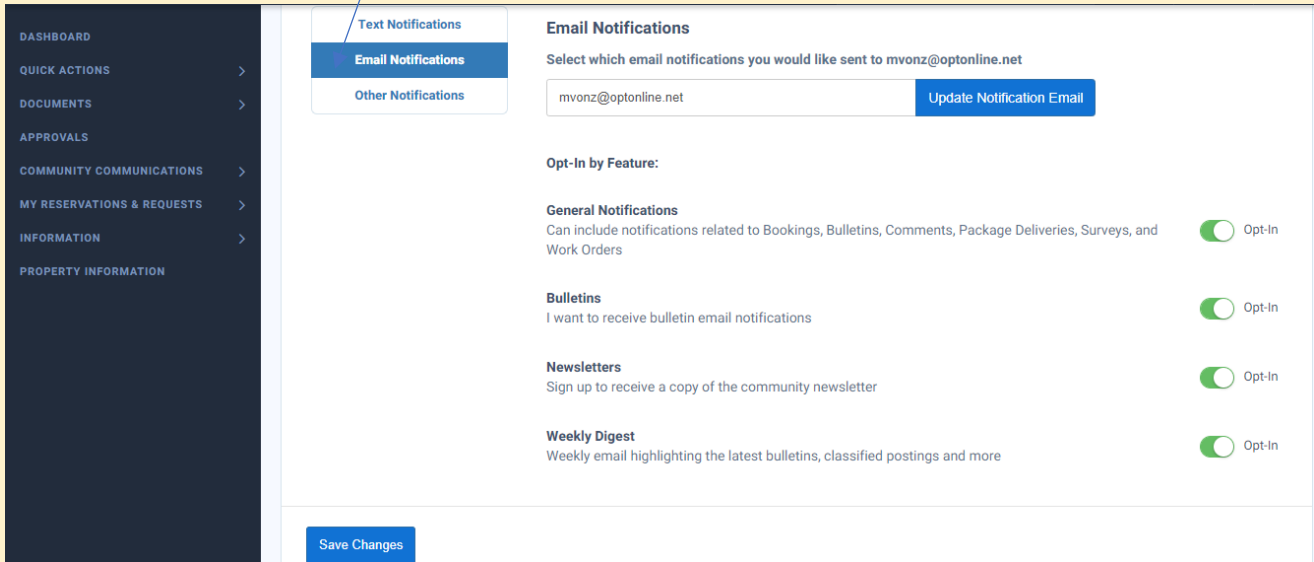 DASHBOARD
QUICK ACTIONS
DOCUMENTS
APPROVALS
COMMUNITY COMMUNICATIONS
MY RESERVATIONS & REQUESTS
INFORMATION
PROPERTY INFORMATION
Text Notifications
Email Notifications
Other Notifications
Email Notifications
Select which email notifications you would like sent to mvonz@optonline.net
mvonz@optonline.net
Update Notification Email
Opt-In by Feature:
General Notifications
Can include notifications related to Bookings, Bulletins, Comments, Package Deliveries, Surveys, and
Work Orders
Opt-In
Bulletins
I want to receive bulletin email notifications
Opt-In
Newsletters
Sign up to receive a copy of the community newsletter
Opt-In
Weekly Digest
Weekly email highlighting the latest bulletins, classified postings and more
Opt-In
Save Changes